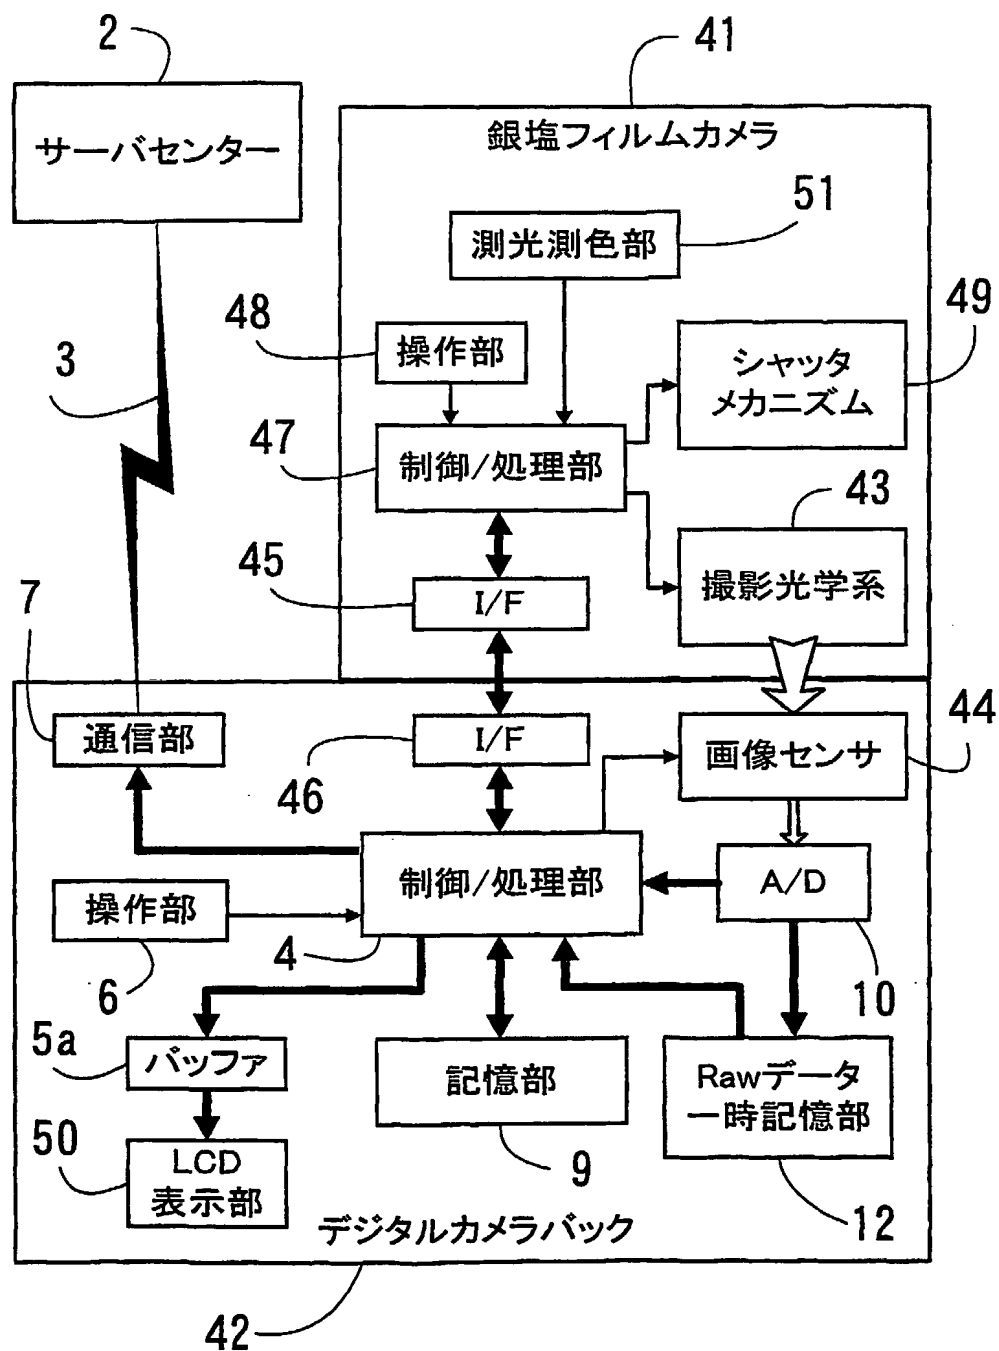 2
41
サーバセンター
銀塩フィルムカメラ
51
測光測色部
48
49
操作部
シャッタ
メカニズム
3
47
制御/処理部
43
45
I/F
撮影光学系
7
44
通信部
I/F
画像センサ
46
制御/処理部
A/D
操作部
4
6
10
5a
バッファ
記憶部
Rawデータ
一時記憶部
50
LCD
表示部
9
12
デジタルカメラバック
42